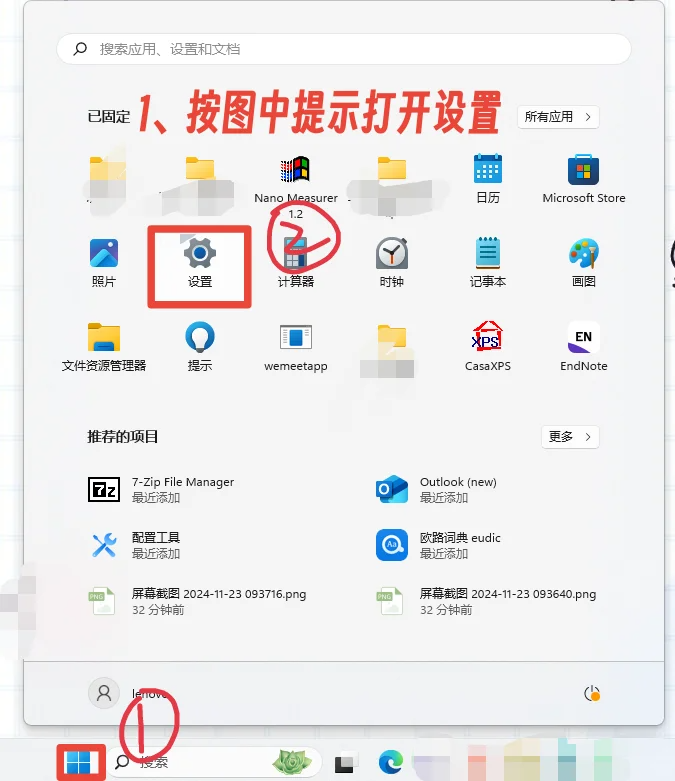 搜索应用、设置和文档
已固定
1、按图中提示打开设置
所有应用
Nano Measurer 1.2
日历
Microsoft Store
2
照片
设置
计算器
时钟
记事本
画图
文件资源管理器
提示
wemeetapp
XPS
CasaXPS
EN
EndNote
推荐的项目
更多
7z
7-Zip File Manager
最近添加
Outlook (new)
最近添加
配置工具
最近添加
Aa
欧路词典 eudic
最近添加
PNG
屏幕截图 2024-11-23 093716.png
32 分钟前
PNG
屏幕截图 2024-11-23 093640.png
32 分钟前
lenovo
1
搜索